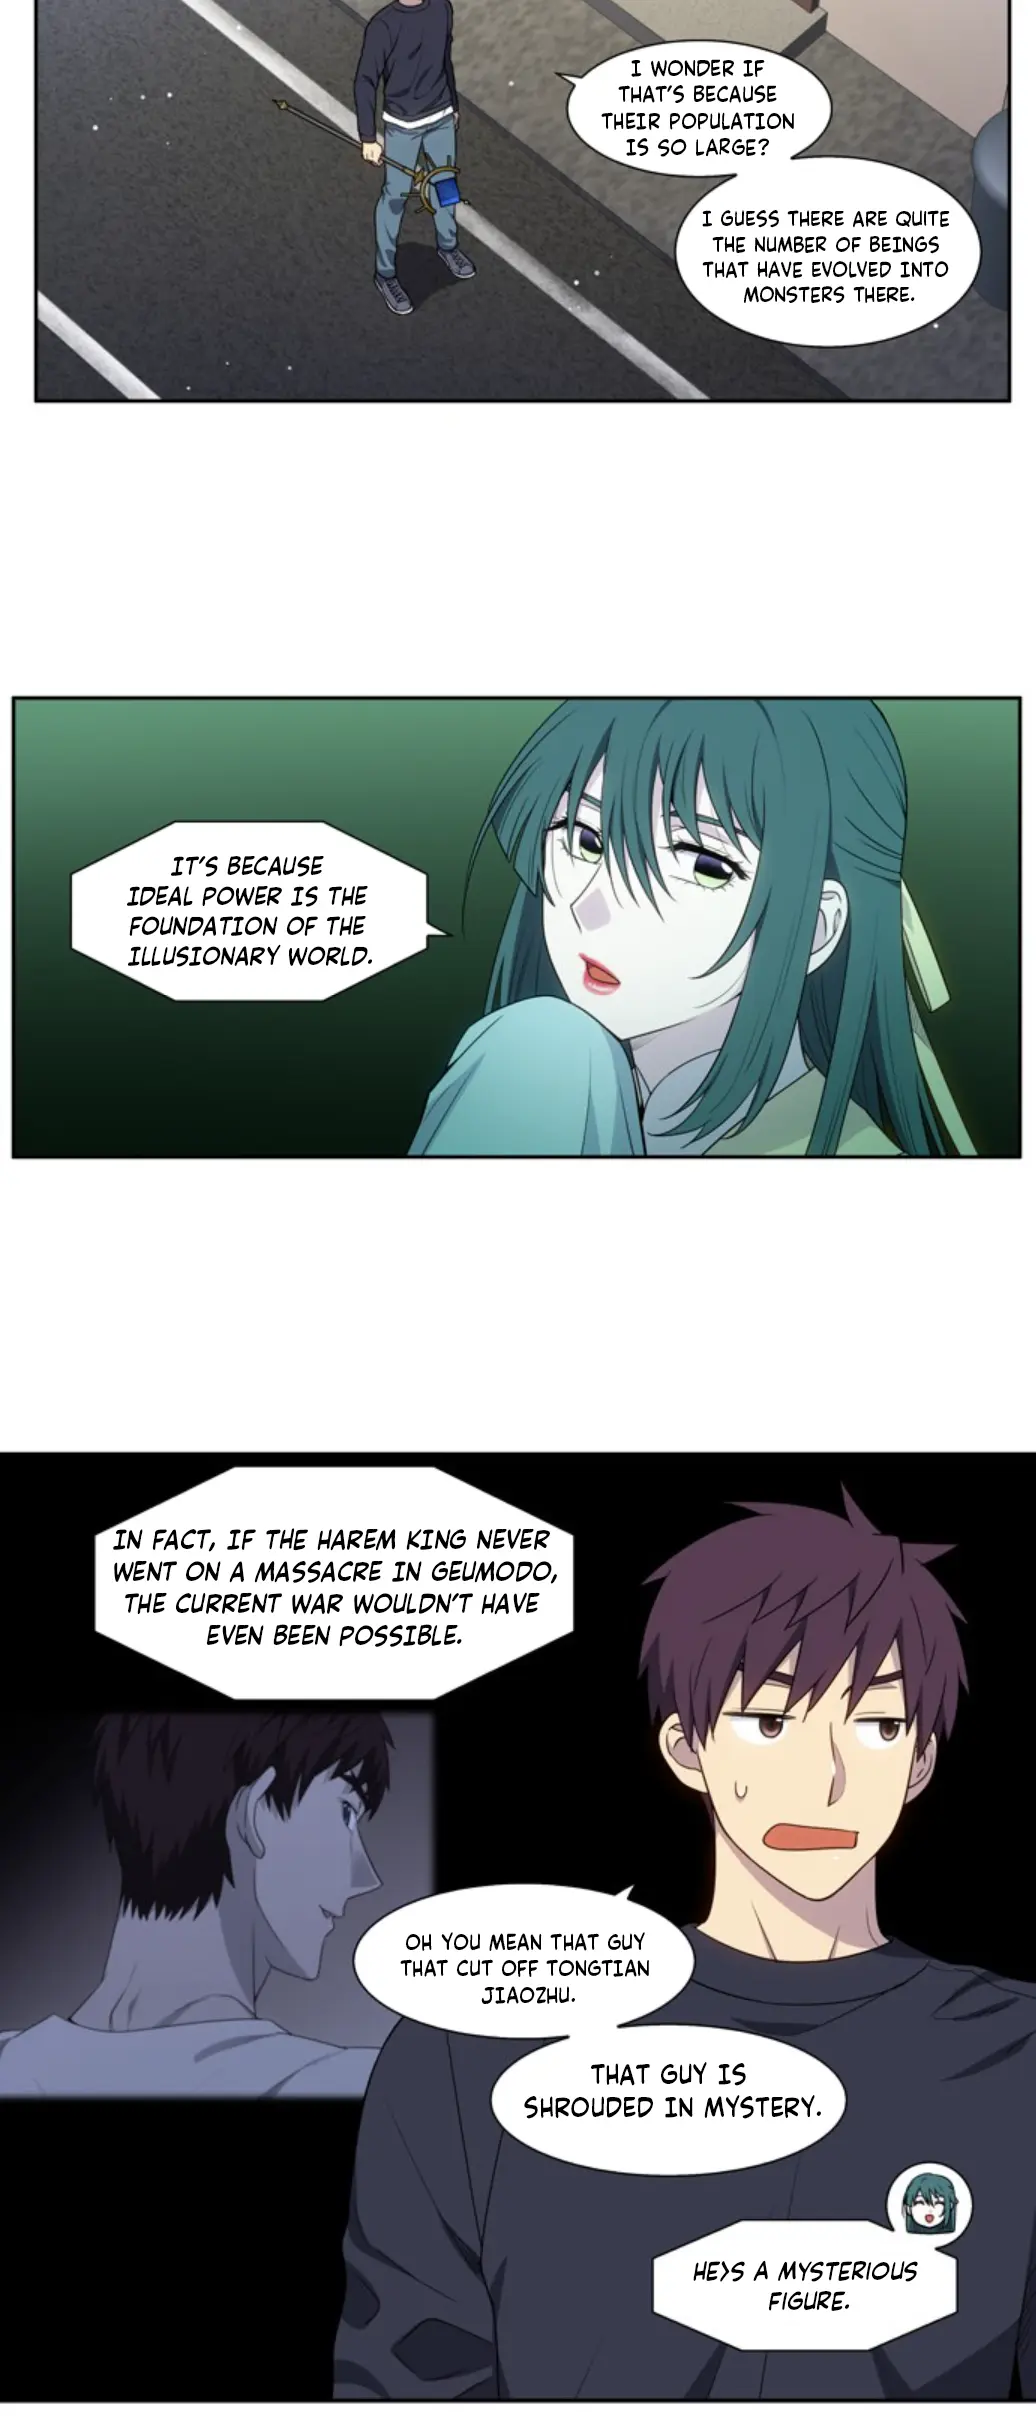 I WONDER IF
THAT'S BECAUSE
THEIR POPULATION
IS SO LARGE?
I GUESS THERE ARE QUITE
THE NUMBER OF BEINGS
THAT HAVE EVOLVED INTO
MONSTERS THERE.
IT'S BECAUSE
IDEAL POWER IS THE
FOUNDATION OF THE
ILLUSIONARY WORLD.
IN FACT, IF THE HAREM KING NEVER
WENT ON A MASSACRE IN GEUMODO,
THE CURRENT WAR WOULDN'T HAVE
EVEN BEEN POSSIBLE.
OH YOU MEAN THAT GUY
THAT CUT OFF TONGTIAN
JIAOZHU.
THAT GUY IS
SHROUDED IN MYSTERY.
HE>S A MYSTERIOUS
FIGURE.